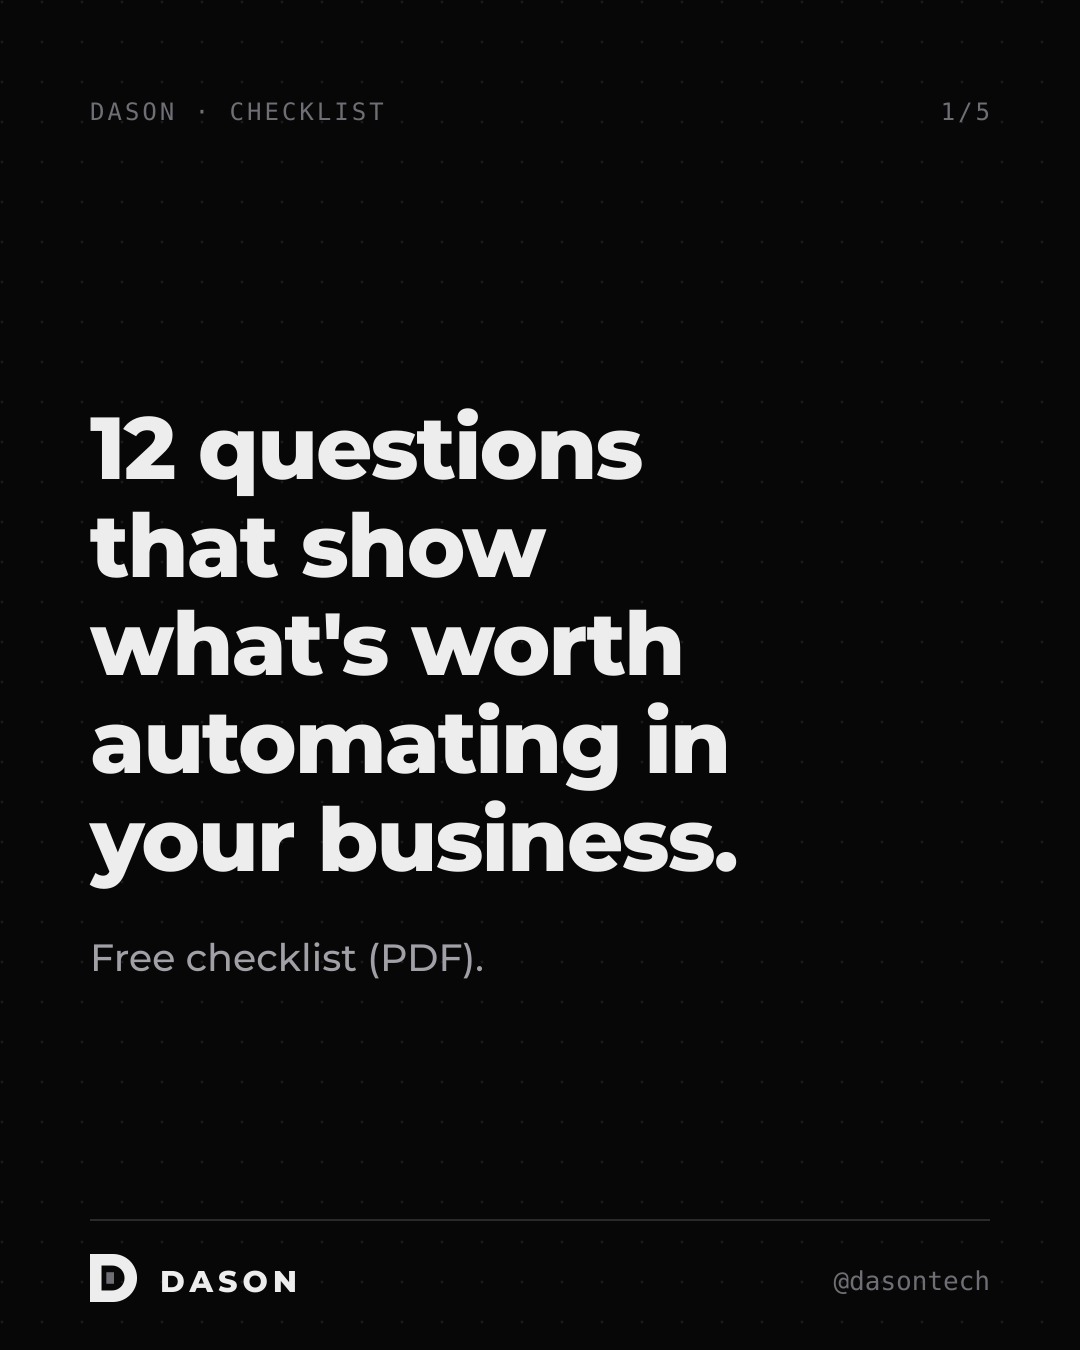 DASON · CHECKLIST
1/5
12 questions
that show
what's worth
automating in
your business.
Free checklist (PDF).
DASON
@dasontech